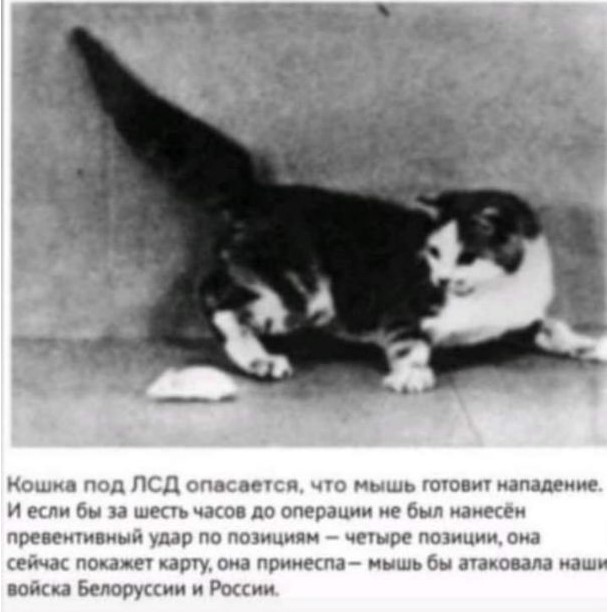 Кошка под ЛСД опасается, что мышь готовит нападение.
И если бы за шесть часов до операции не был нанесён
превентивный удар по позициям — четыре позиции, она
сейчас покажет карту, она принеспа— мышь бы атаковала наши
войска Белоруссии и России.